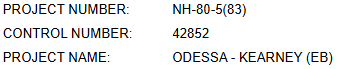 PROJECT NUMBER: NH-80-5(83)
CONTROL NUMBER: 42852
PROJECT NAME: ODESSA - KEARNEY (EB)